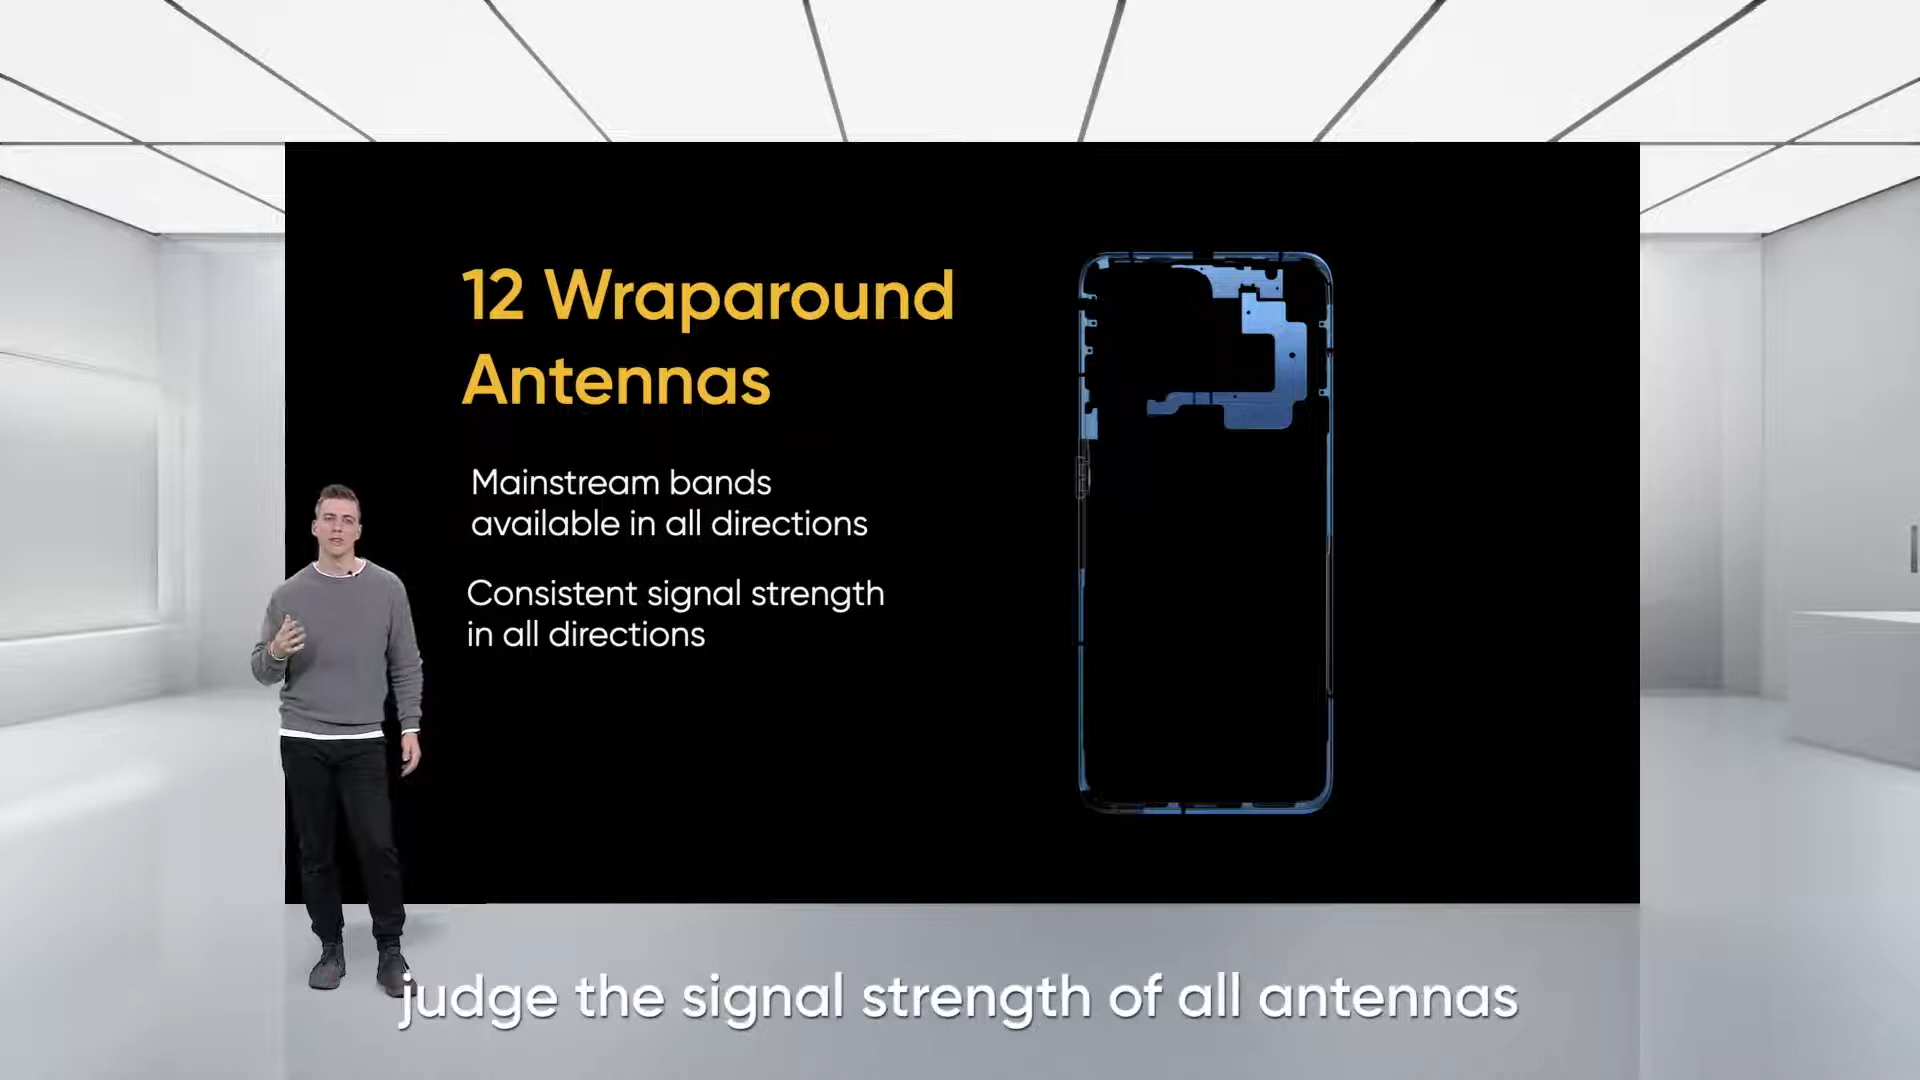 12 Wraparound
Antennas
Mainstream bands
available in all directions
Consistent signal strength
in all directions
judge the signal strength of all antennas